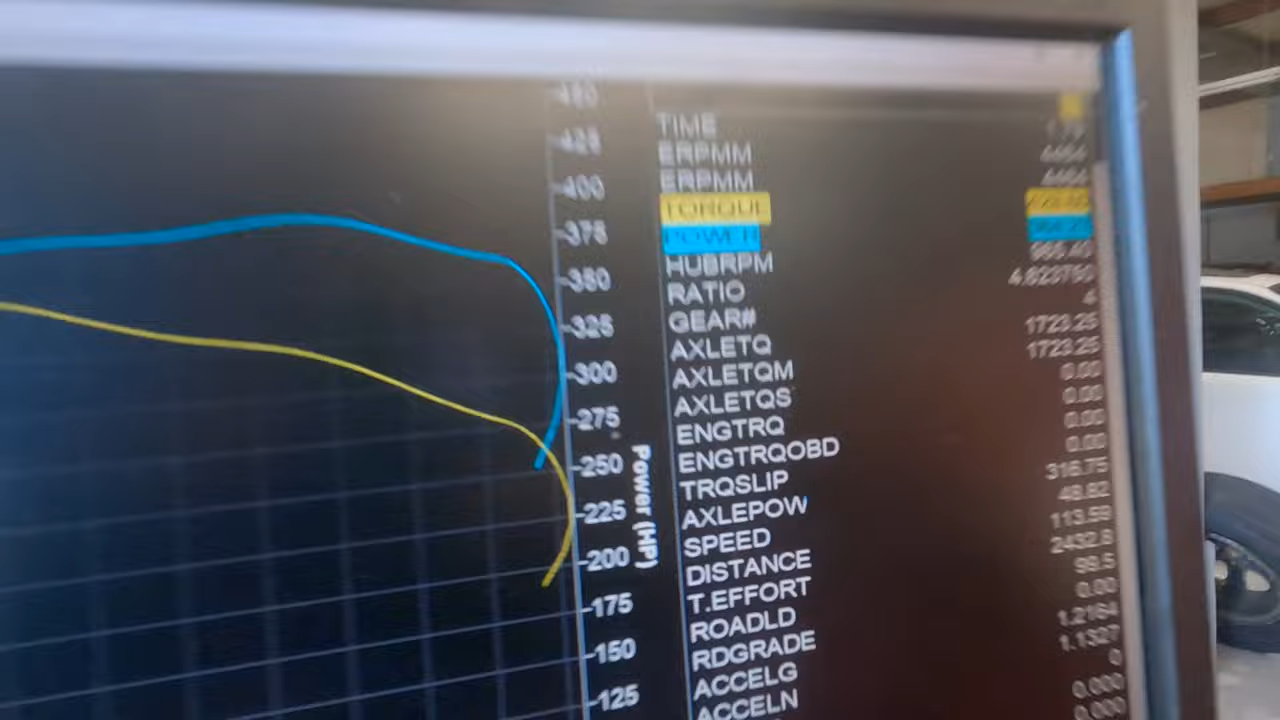 450
425
400
375
350
325
300
275
250
225
200
175
150
125
Power (HP)
TIME
ERPMM
ERPMM
TORQUE
POWER
HUBRPM
RATIO
GEAR#
AXLETQ
AXLETQM
AXLETQS
ENGTRQ
ENGTRQOBD
TRQSLIP
AXLEPOW
SPEED
DISTANCE
T.EFFORT
ROADLD
RDGRADE
ACCELG
ACCELN
4
1723.25
1723.25
0.00
0.00
0.00
0.00
316.75
48.82
113.59
2432.8
99.5
0.00
1.2164
1.1327
0
0.000
0.000